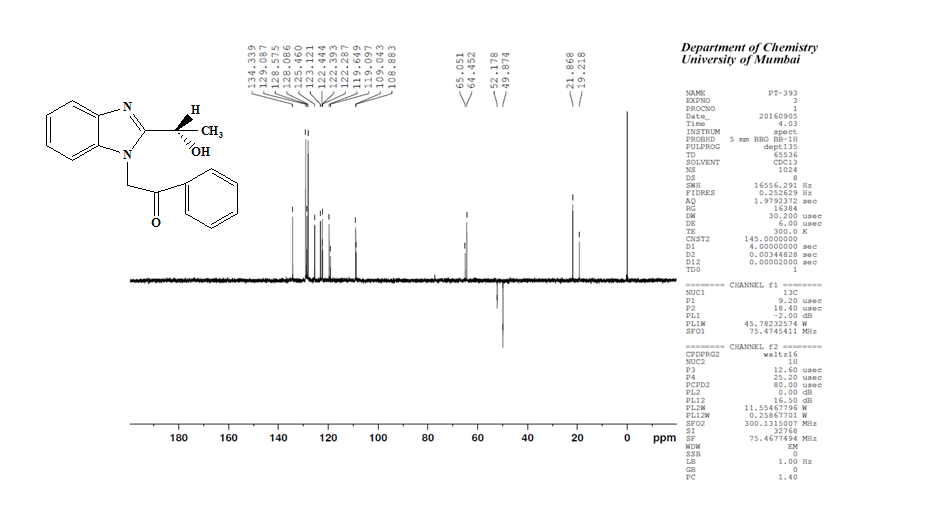 Department of Chemistry
University of Mumbai
134.339
129.087
128.575
128.086
125.460
123.121
122.444
122.393
122.287
119.649
119.097
109.043
108.883
65.051
64.452
52.178
49.874
21.868
19.218
N
H
CH3
OH
N
O
NAME PT-393
EXPNO 3
PROCNO 1
Date_ 20160905
Time 4.03
INSTRUM spect
PROBHD 5 mm BBO BB-1H
PULPROG dept135
TD 65536
SOLVENT CDCl3
NS 1024
DS 8
SWH 16556.291 Hz
FIDRES 0.252629 Hz
AQ 1.9792372 sec
RG 16384
DW 30.200 usec
DE 6.00 usec
TE 300.0 K
CNST2 145.0000000
D1 4.00000000 sec
D2 0.00344828 sec
D12 0.00002000 sec
TD0 1
======== CHANNEL f1 ========
NUC1 13C
P1 9.20 usec
P2 18.40 usec
PL1 -2.00 dB
PL1W 45.78232574 W
SFO1 75.4745411 MHz
======== CHANNEL f2 ========
CPDPRG2 waltz16
NUC2 1H
P3 12.60 usec
P4 25.20 usec
PCPD2 80.00 usec
PL2 0.00 dB
PL12 16.50 dB
PL2W 11.55467796 W
PL12W 0.25867701 W
SFO2 300.1315007 MHz
SI 32768
SF 75.4677494 MHz
WDW EM
SSB 0
LB 1.00 Hz
GB 0
PC 1.40
180 160 140 120 100 80 60 40 20 0 ppm